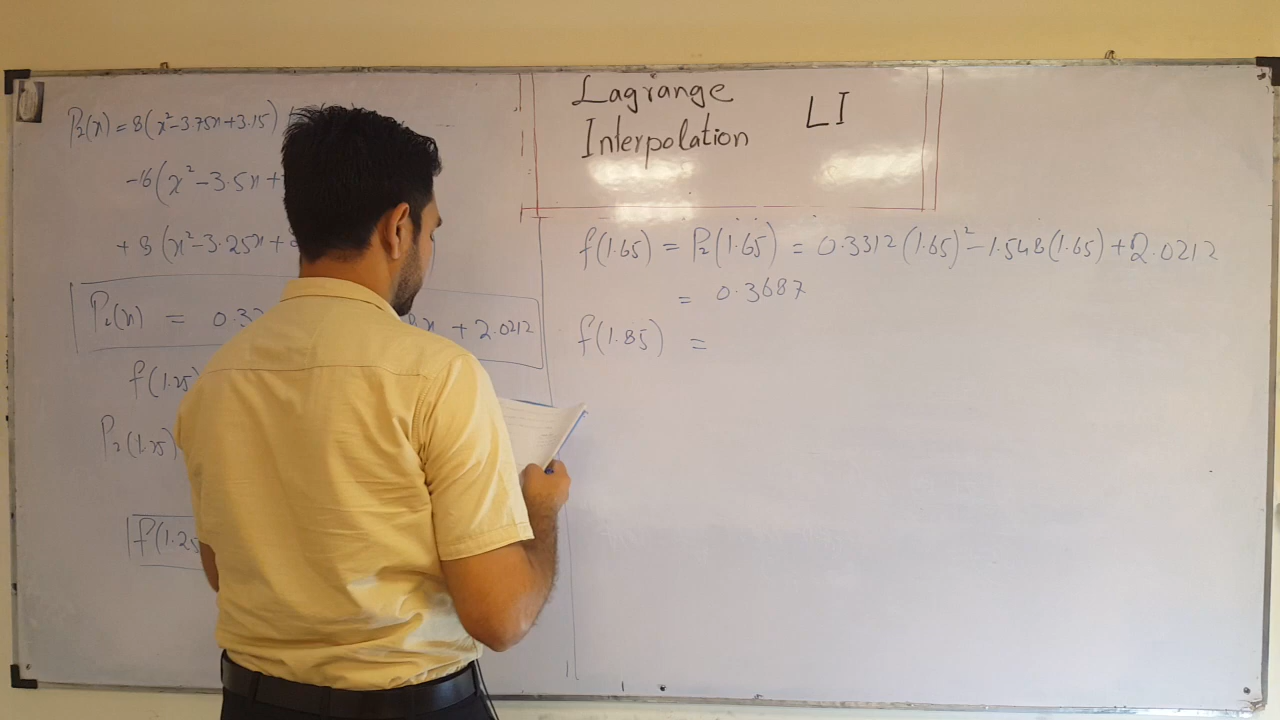 P₂(x) = 8(x²-3.75x+3.15)
-16(x²-3.5x+
+ 8(x²-3.25x+
P₂(x) = 0.33 x + 2.0212
f(1.25)
P₂(1.25)
f(1.25
Lagrange
Interpolation
LI
f(1.65) = P₂(1.65) = 0.3312(1.65)²-1.548(1.65)+2.0212
= 0.3687
f(1.85) =